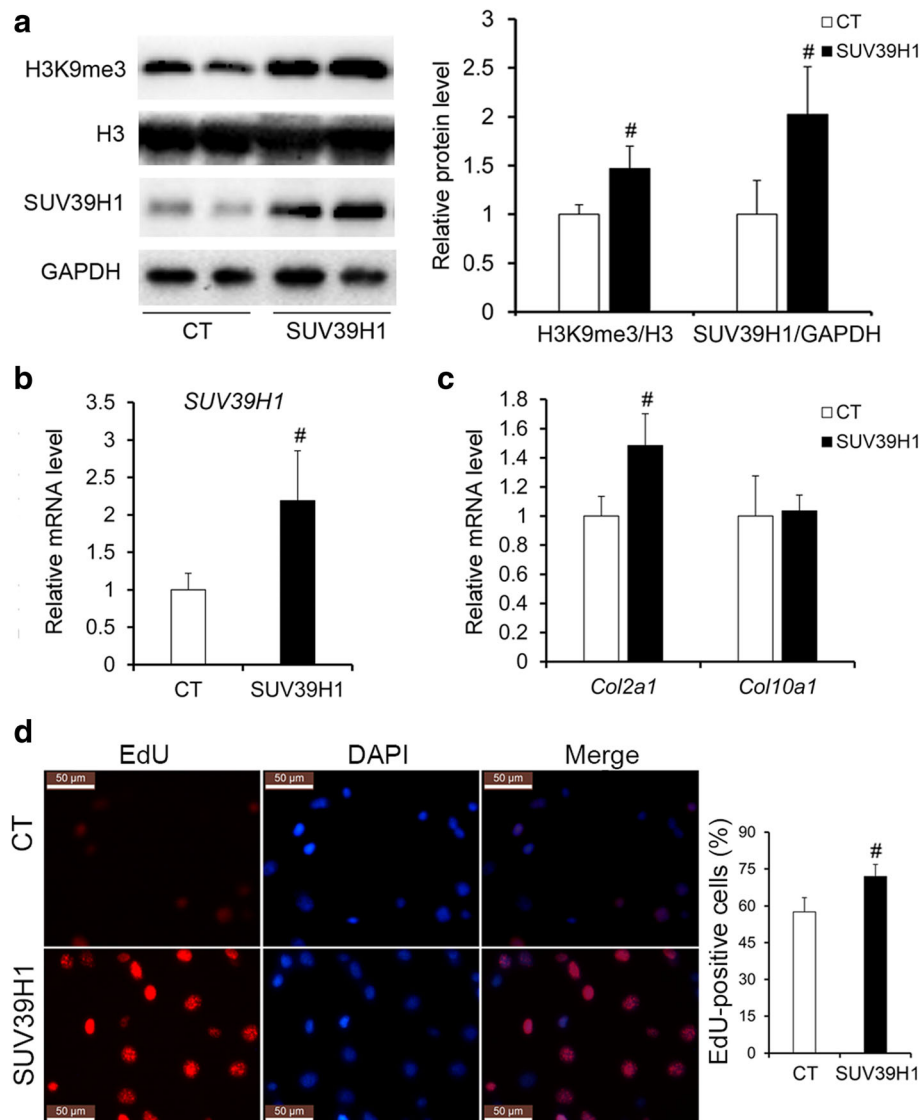 a
H3K9me3
H3
SUV39H1
GAPDH
CT SUV39H1
Relative protein level
3
2.5
2
1.5
1
0.5
0
CT
SUV39H1
#
#
H3K9me3/H3 SUV39H1/GAPDH
b
SUV39H1
Relative mRNA level
3.5
3
2.5
2
1.5
1
0.5
0
#
CT SUV39H1
c
Relative mRNA level
1.8
1.6
1.4
1.2
1
0.8
0.6
0.4
0.2
0
#
CT
SUV39H1
Col2a1 Col10a1
d
EdU DAPI Merge
CT
50 µm 50 µm 50 µm
SUV39H1
50 µm 50 µm 50 µm
EdU-positive cells (%)
90
75
60
45
30
15
0
#
CT SUV39H1